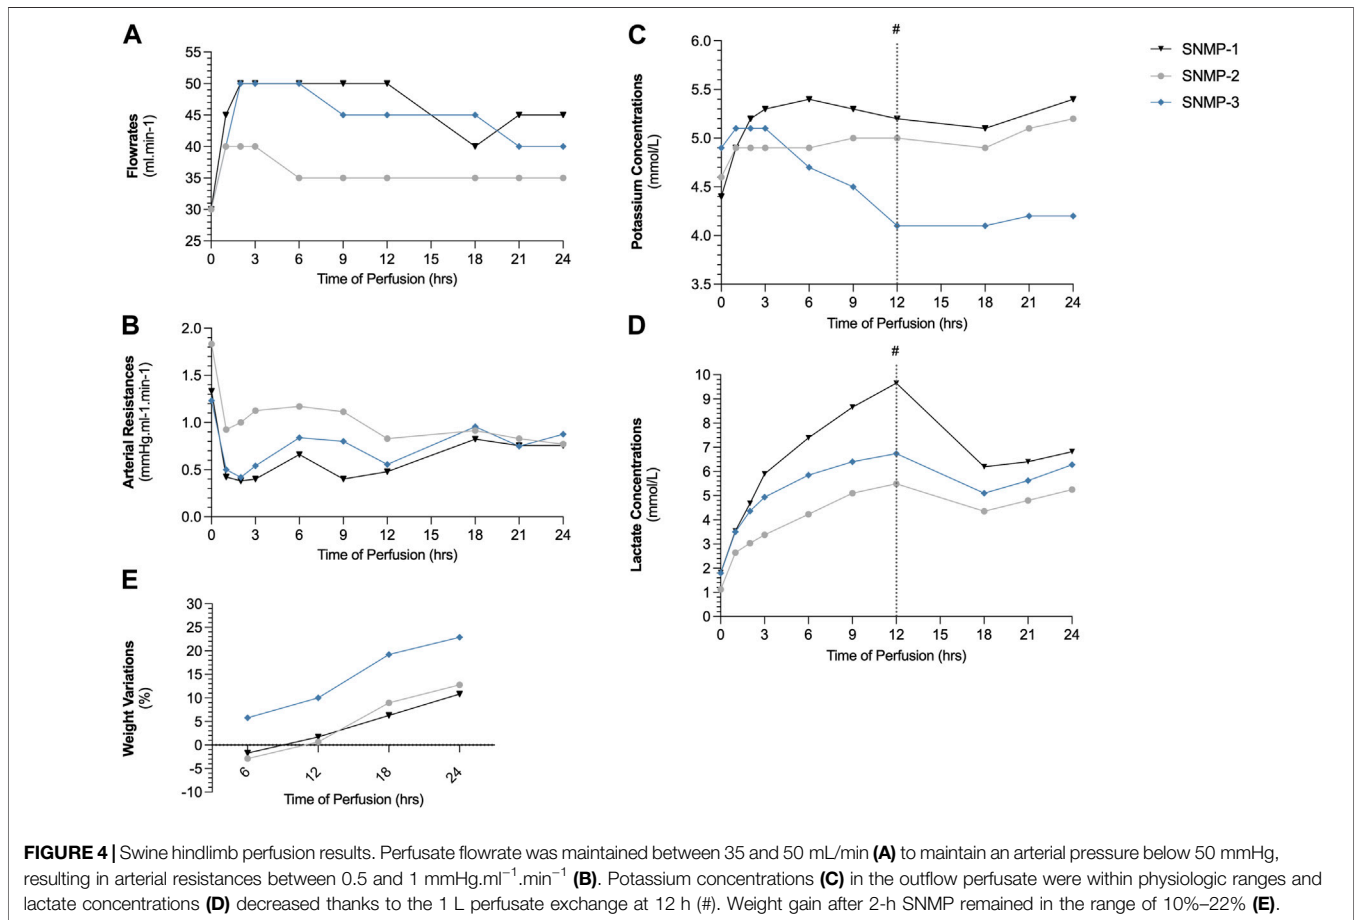 A
55
50
45
40
35
30
25
Flowrates
(ml.min-1)
0 3 6 9 12 15 18 21 24
Time of Perfusion (hrs)
C
#
6.0
5.5
5.0
4.5
4.0
3.5
Potassium Concentrations
(mmol/L)
0 3 6 9 12 15 18 21 24
Time of Perfusion (hrs)
SNMP-1
SNMP-2
SNMP-3
B
2.0
1.5
1.0
0.5
0.0
Arterial Resistances
(mmHg.ml-1.min-1)
0 3 6 9 12 15 18 21 24
Time of Perfusion (hrs)
D
#
10
9
8
7
6
5
4
3
2
1
0
Lactate Concentrations
(mmol/L)
0 3 6 9 12 15 18 21 24
Time of Perfusion (hrs)
E
30
25
20
15
10
5
0
-5
-10
Weight Variations
(%)
6 12 18 24
Time of Perfusion (hrs)
FIGURE 4 | Swine hindlimb perfusion results. Perfusate flowrate was maintained between 35 and 50 mL/min (A) to maintain an arterial pressure below 50 mmHg,
resulting in arterial resistances between 0.5 and 1 mmHg.ml⁻¹.min⁻¹ (B). Potassium concentrations (C) in the outflow perfusate were within physiologic ranges and
lactate concentrations (D) decreased thanks to the 1 L perfusate exchange at 12 h (#). Weight gain after 2-h SNMP remained in the range of 10%–22% (E).